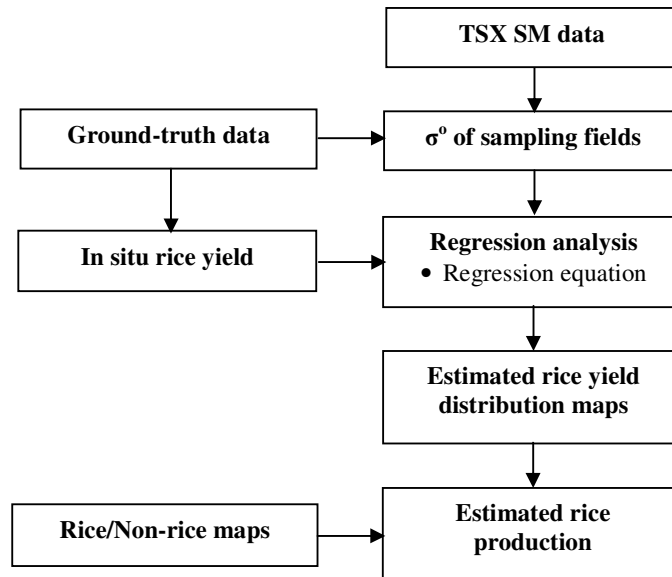 TSX SM data
Ground-truth data
σ° of sampling fields
In situ rice yield
Regression analysis
• Regression equation
Estimated rice yield
distribution maps
Rice/Non-rice maps
Estimated rice
production